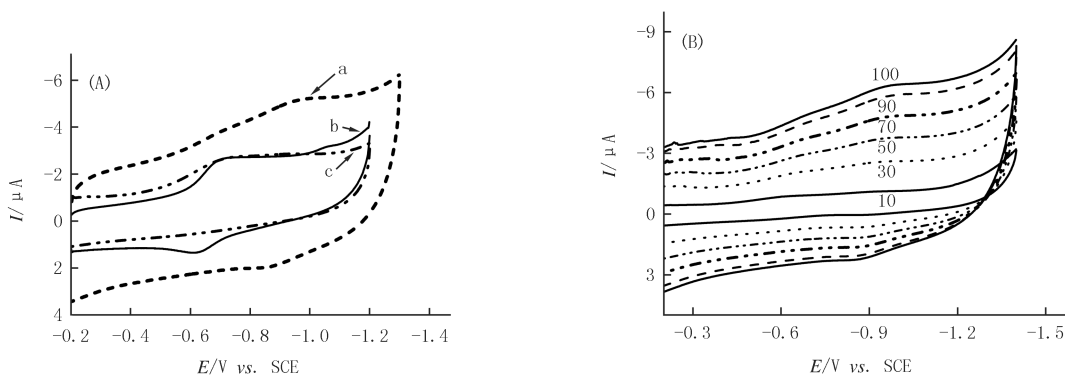 (A)
a
b
c
-6
-4
-2
0
2
4
I/ μA
-0.2 -0.4 -0.6 -0.8 -1.0 -1.2 -1.4
E/V vs. SCE
(B)
100
90
70
50
30
10
-9
-6
-3
0
3
I/ μA
-0.3 -0.6 -0.9 -1.2 -1.5
E/V vs. SCE